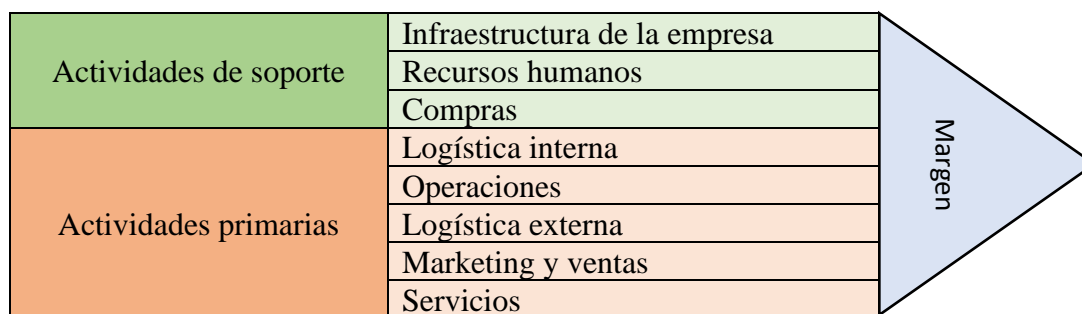 Actividades de soporte
Infraestructura de la empresa
Recursos humanos
Compras
Actividades primarias
Logística interna
Operaciones
Logística externa
Marketing y ventas
Servicios
Margen